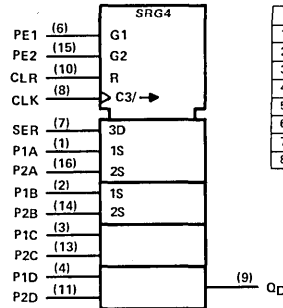 SRG4
PE1 (6) G1
PE2 (15) G2
CLR (10) R
CLK (8) C3/→
SER (7) 3D
P1A (1) 1S
P2A (16) 2S
P1B (2) 1S
P2B (14) 2S
P1C (3)
P2C (13)
P1D (4)
(9) QD
P2D (11)